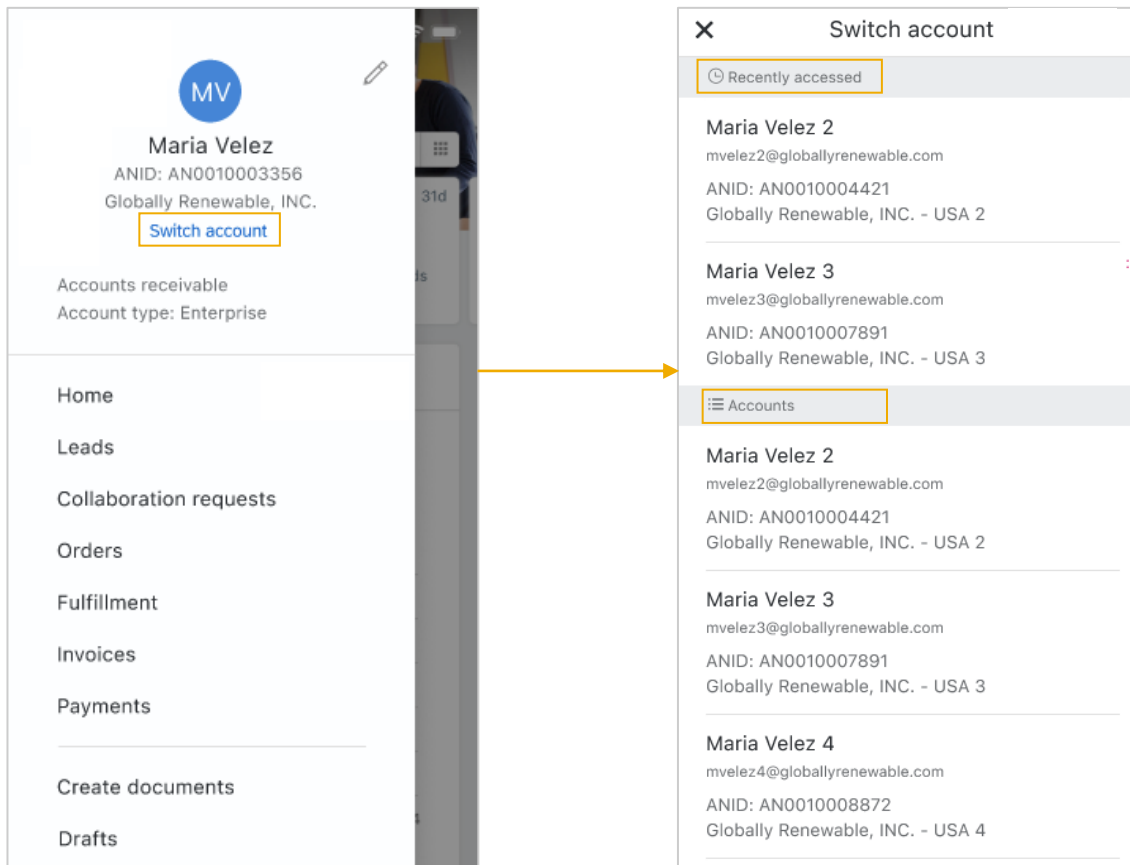 MV
Maria Velez
ANID: AN0010003356
Globally Renewable, INC.
Switch account
Accounts receivable
Account type: Enterprise
Home
Leads
Collaboration requests
Orders
Fulfillment
Invoices
Payments
Create documents
Drafts
31d
Switch account
Recently accessed
Maria Velez 2
mvelez2@globallyrenewable.com
ANID: AN0010004421
Globally Renewable, INC. - USA 2
Maria Velez 3
mvelez3@globallyrenewable.com
ANID: AN0010007891
Globally Renewable, INC. - USA 3
Accounts
Maria Velez 2
mvelez2@globallyrenewable.com
ANID: AN0010004421
Globally Renewable, INC. - USA 2
Maria Velez 3
mvelez3@globallyrenewable.com
ANID: AN0010007891
Globally Renewable, INC. - USA 3
Maria Velez 4
mvelez4@globallyrenewable.com
ANID: AN0010008872
Globally Renewable, INC. - USA 4